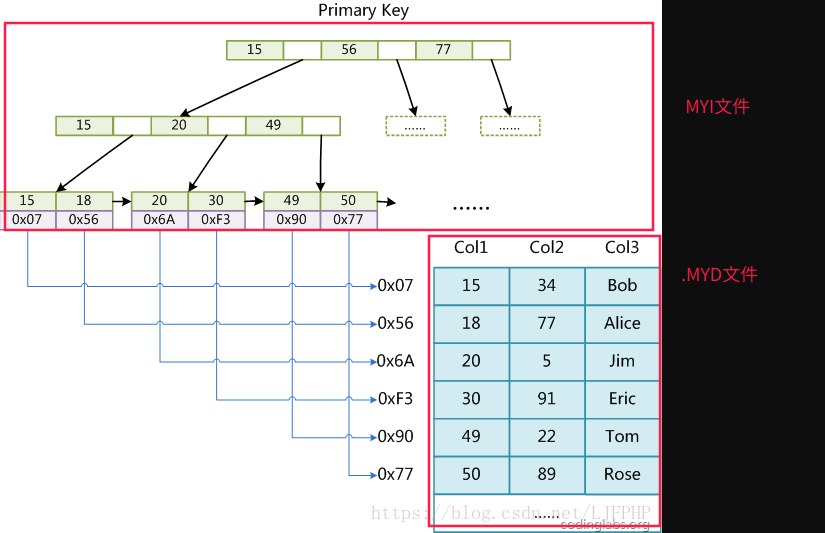 Primary Key
15 56 77
MYI文件
15 20 49 ...... ......
15 18 20 30 49 50
0x07 0x56 0x6A 0xF3 0x90 0x77 ......
Col1 Col2 Col3
.MYD文件
0x07 15 34 Bob
0x56 18 77 Alice
0x6A 20 5 Jim
0xF3 30 91 Eric
0x90 49 22 Tom
0x77 50 89 Rose
......
https://blog.csdn.net/LJFPHP
codinglabs.org